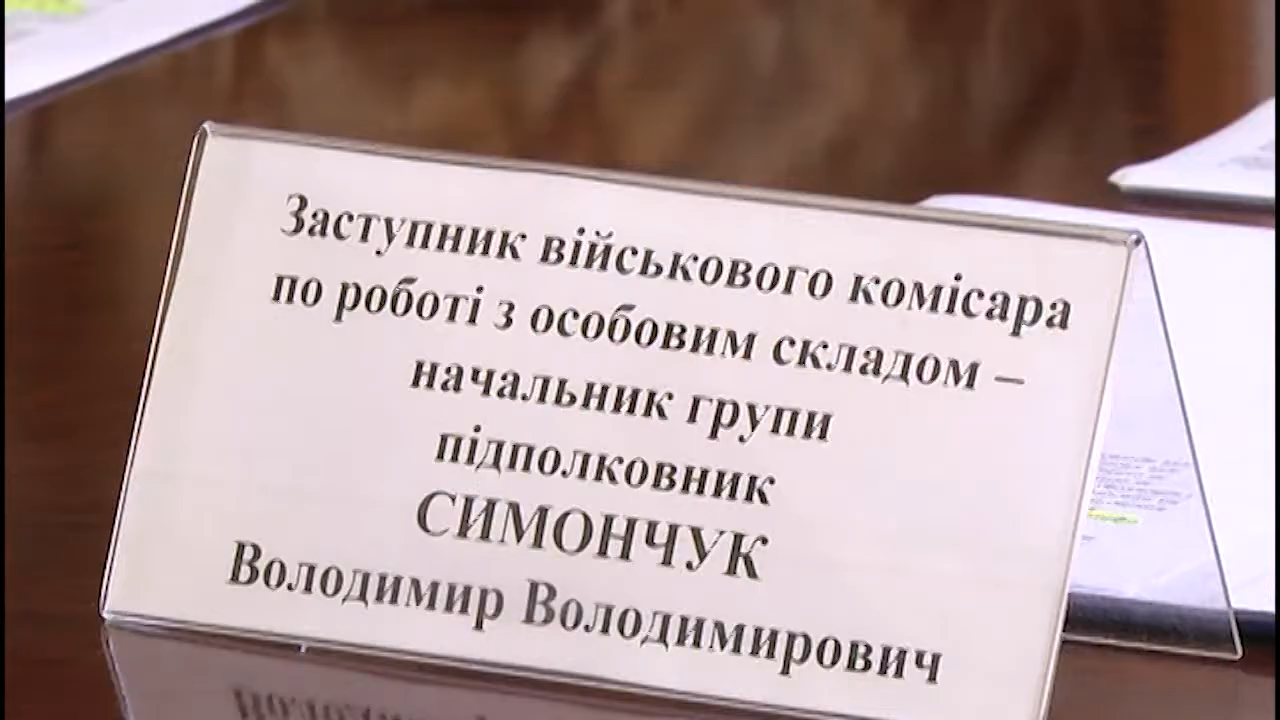 Заступник військового комісара
по роботі з особовим складом –
начальник групи
підполковник
СИМОНЧУК
Володимир Володимирович